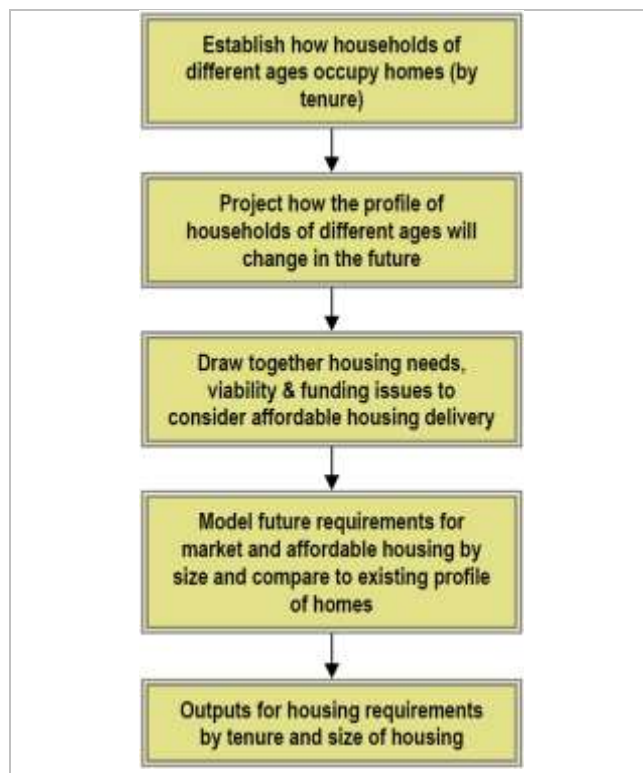 Establish how households of
different ages occupy homes (by
tenure)
Project how the profile of
households of different ages will
change in the future
Draw together housing needs,
viability & funding issues to
consider affordable housing delivery
Model future requirements for
market and affordable housing by
size and compare to existing profile
of homes
Outputs for housing requirements
by tenure and size of housing